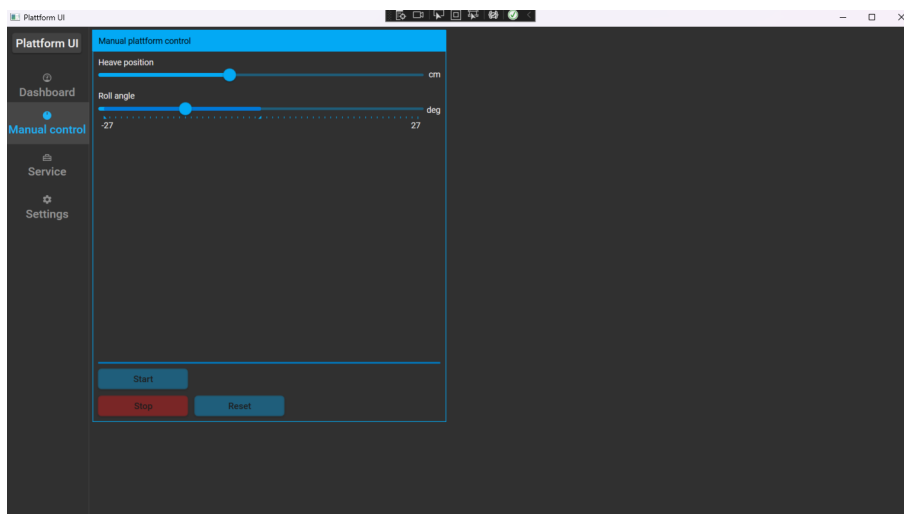 Plattform UI
Plattform UI
Manual plattform control
Heave position
cm
Dashboard
Roll angle
deg
Manual control
-27
27
Service
Settings
Start
Stop
Reset